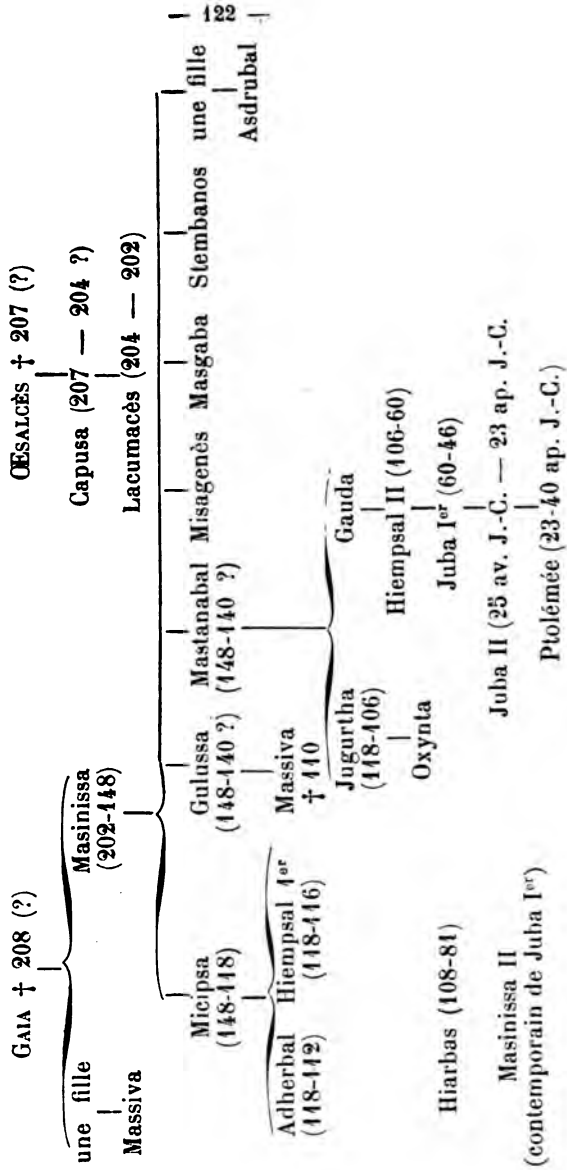 — 122 —
GAIA † 208 (?)
ŒSALCÈS † 207 (?)
une fille
Massiva
Masinissa
(202-148)
Capusa (207 — 204 ?)
Lacumacès (204 — 202)
Micipsa
(148-118)
Gulussa
(148-140 ?)
Mastanabal
(148-140 ?)
Misagenès
Masgaba
Stembanos
une fille
Adherbal
(118-112)
Hiempsal 1er
(118-116)
Massiva
† 110
Asdrubal
Jugurtha
(118-106)
Gauda
Oxynta
Hiempsal II (106-60)
Hiarbas (108-81)
Juba Ier (60-46)
Masinissa II
(contemporain de Juba Ier)
Juba II (25 av. J.-C. — 23 ap. J.-C.
Ptolémée (23-40 ap. J.-C.)